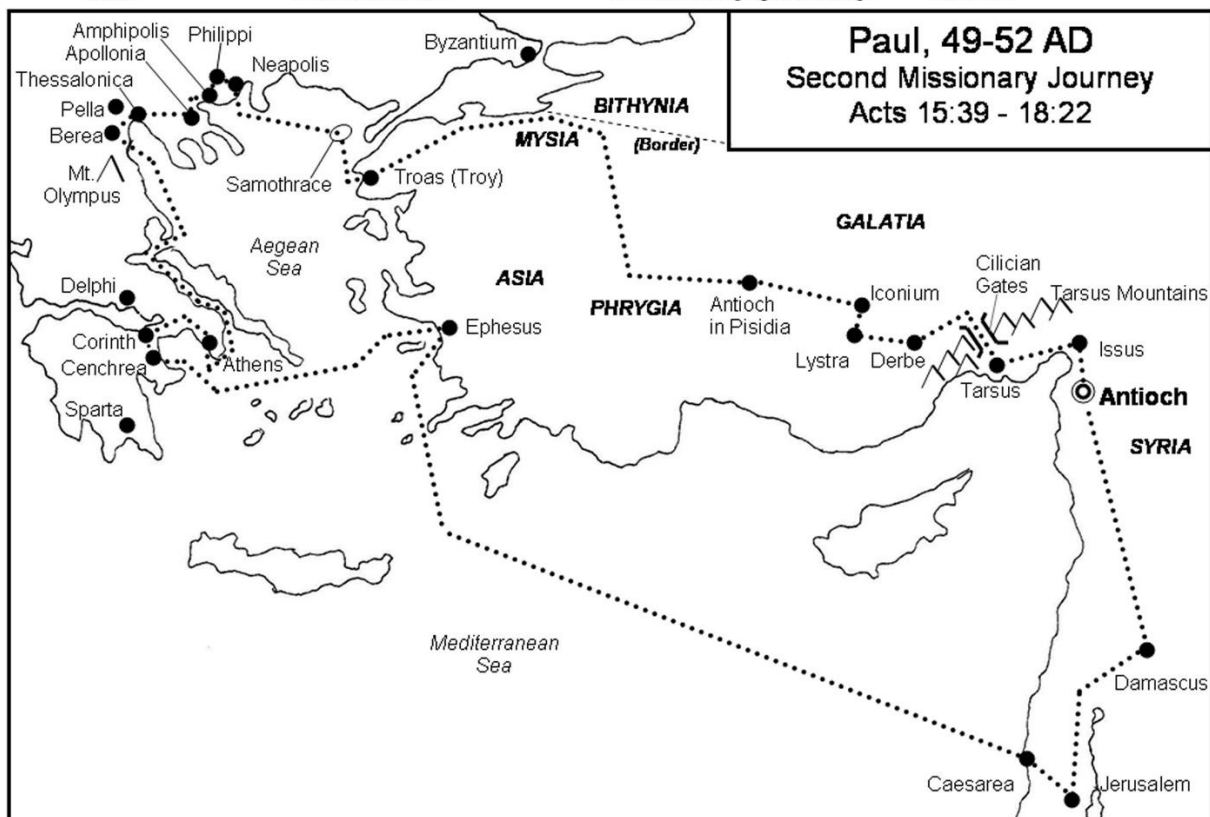 Paul, 49-52 AD
Second Missionary Journey
Acts 15:39 - 18:22
Amphipolis
Philippi
Apollonia
Thessalonica
Neapolis
Byzantium
Pella
Berea
BITHYNIA
MYSIA
(Border)
Mt.
Olympus
Samothrace
Troas (Troy)
GALATIA
Aegean
Sea
ASIA
Cilician
Gates
Tarsus Mountains
Delphi
PHRYGIA
Antioch
in Pisidia
Iconium
Ephesus
Corinth
Cenchrea
Athens
Lystra
Derbe
Tarsus
Issus
Antioch
Sparta
SYRIA
Mediterranean
Sea
Damascus
Caesarea
Jerusalem